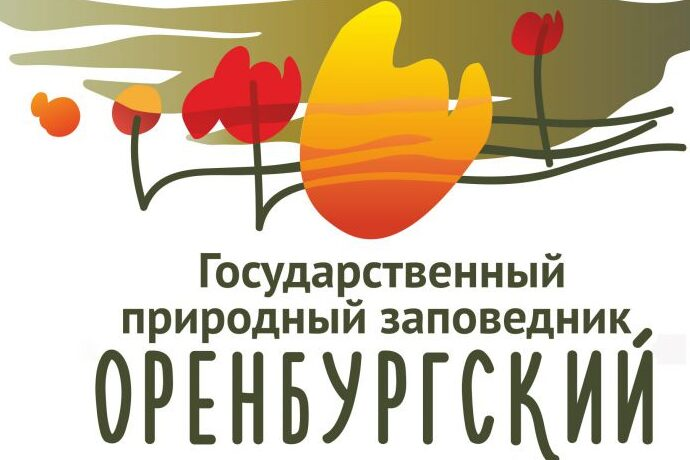 Государственный
природный заповедник
ОРЕНБУРГСКИЙ